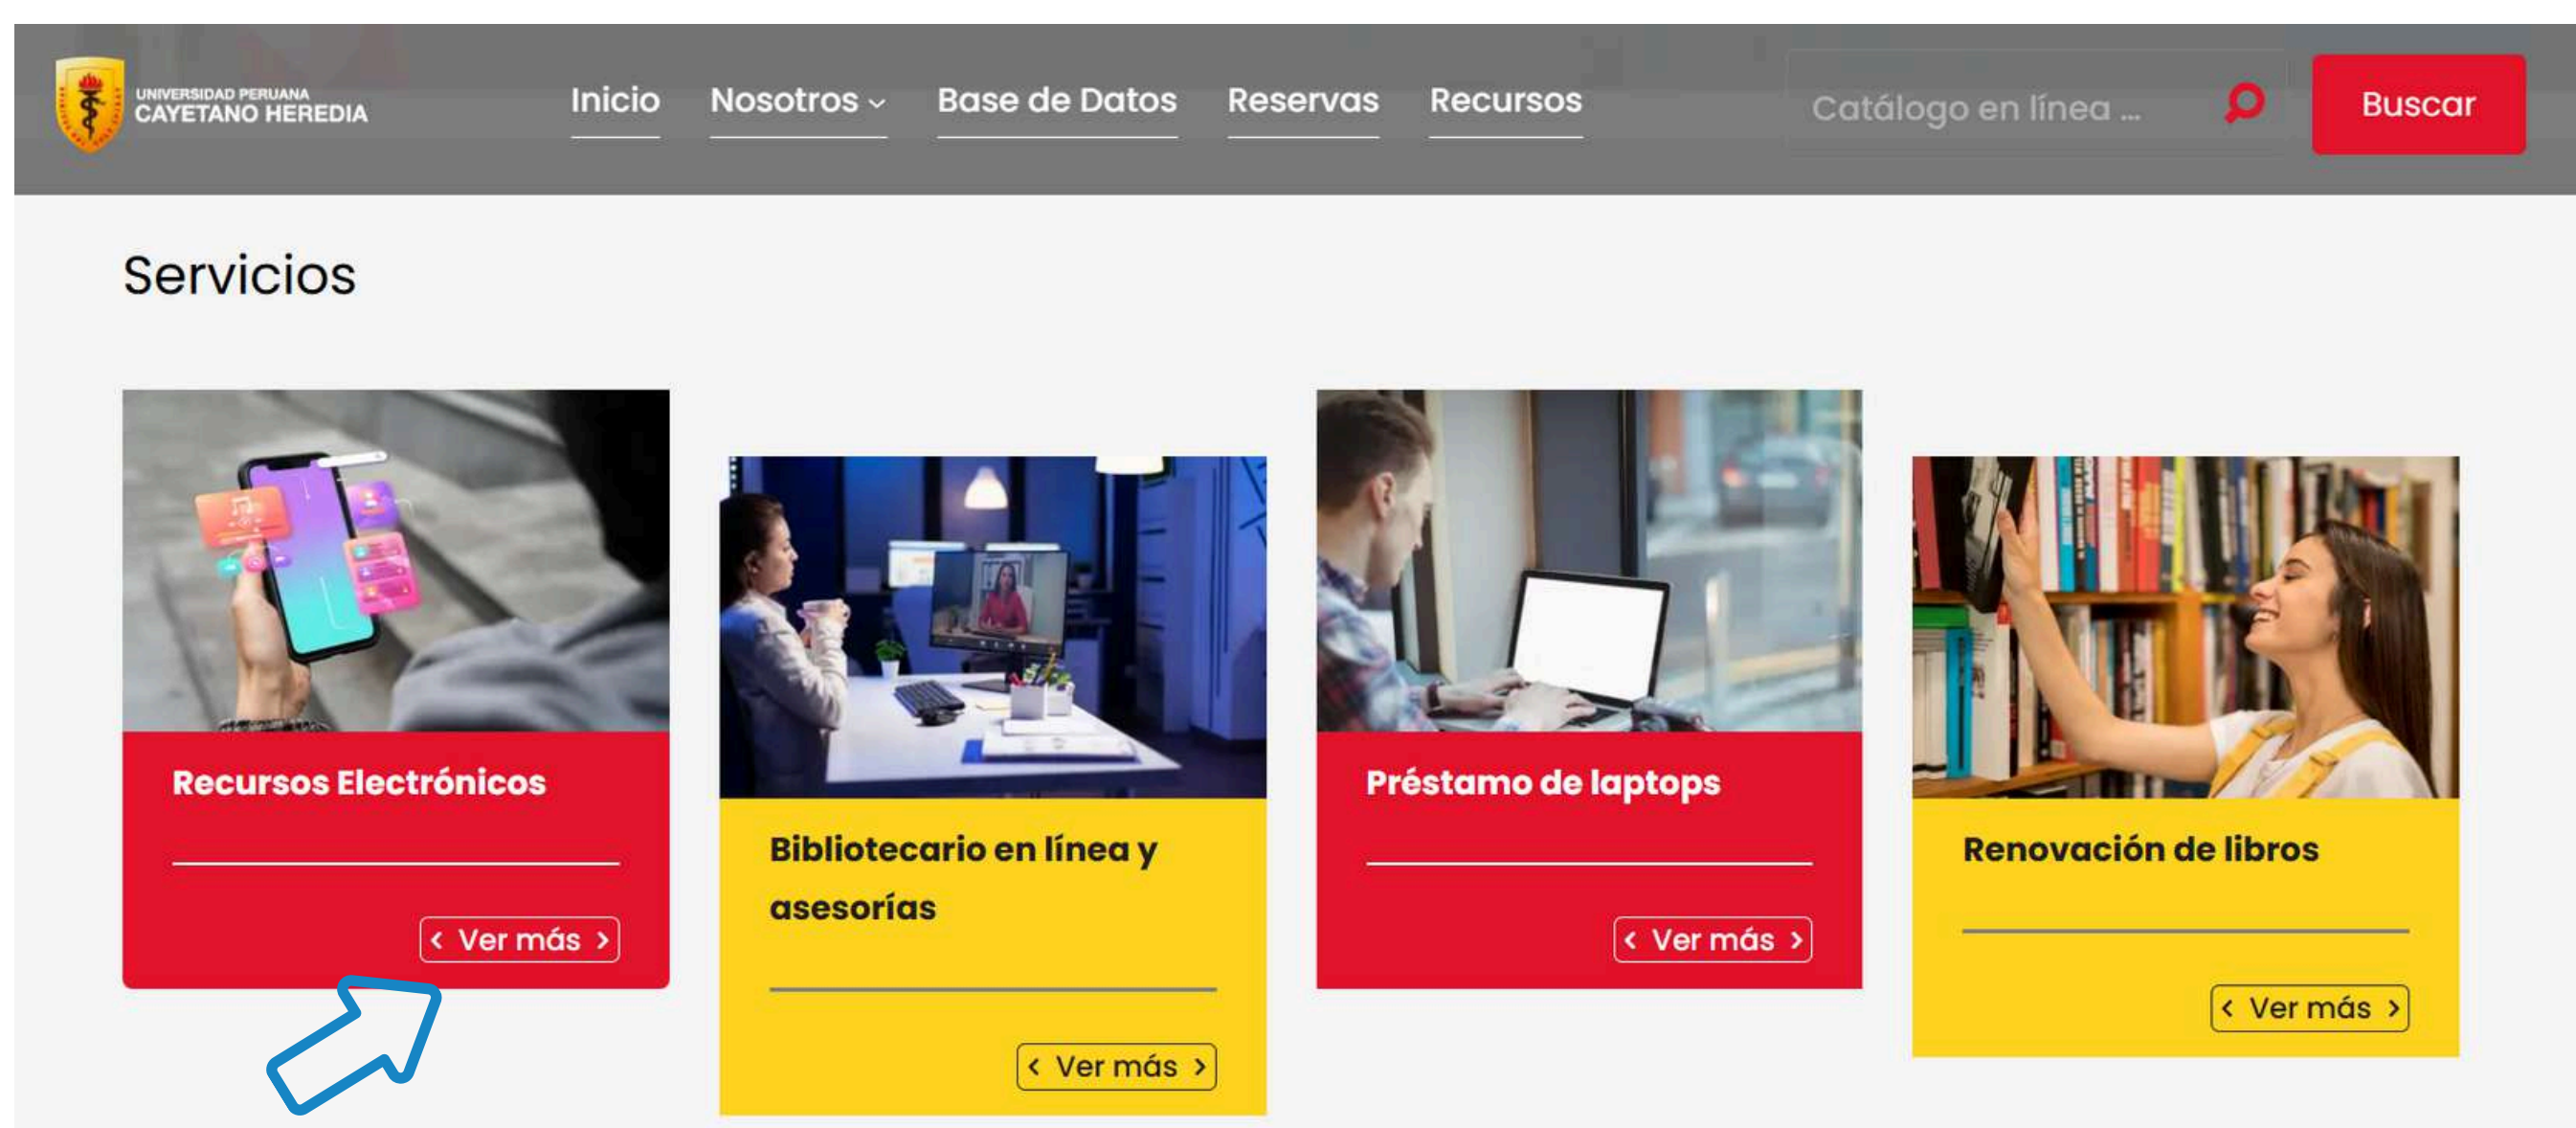 UNIVERSIDAD PERUANA
CAYETANO HEREDIA
Inicio
Nosotros
Base de Datos
Reservas
Recursos
Catálogo en línea ...
Buscar
Servicios
Recursos Electrónicos
‹ Ver más ›
Bibliotecario en línea y
asesorías
‹ Ver más ›
Préstamo de laptops
‹ Ver más ›
Renovación de libros
‹ Ver más ›